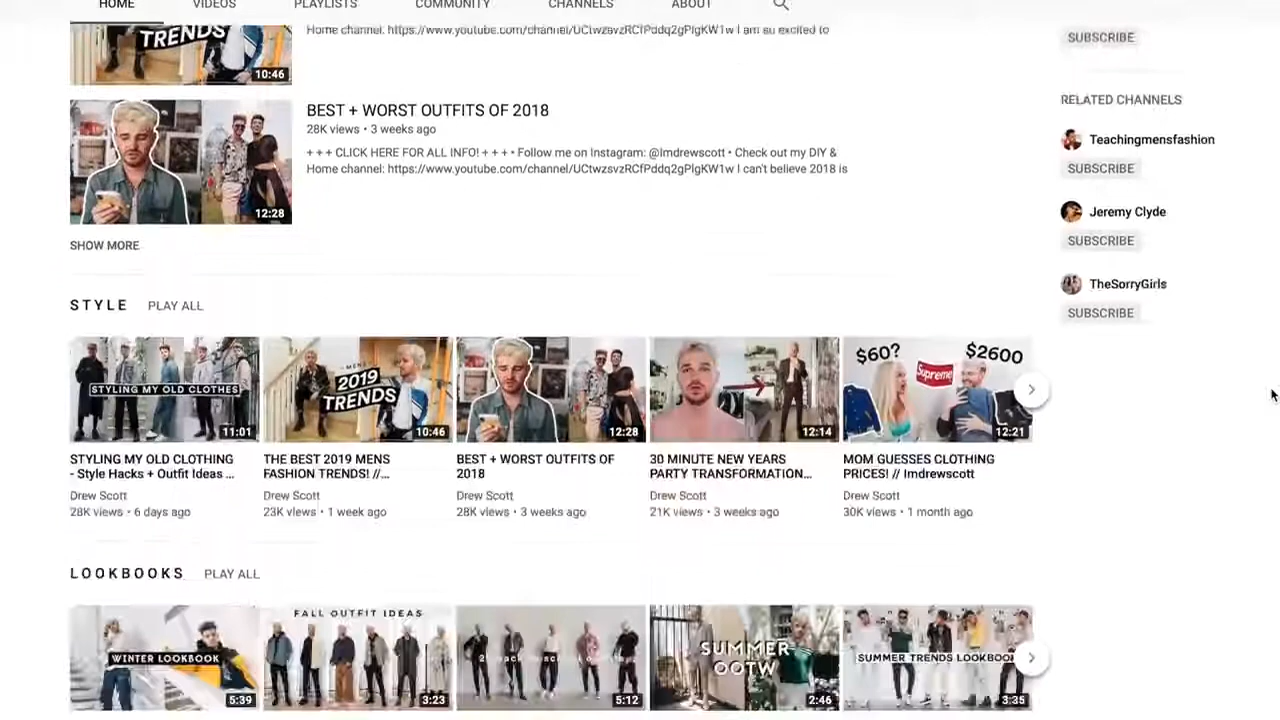 HOME VIDEOS PLAYLISTS COMMUNITY CHANNELS ABOUT
TRENDS
10:46
Home channel: https://www.youtube.com/channel/UCtwzsvzRCfPddq2gPIgKW1w I am so excited to
BEST + WORST OUTFITS OF 2018
28K views • 3 weeks ago
+ + + CLICK HERE FOR ALL INFO! + + + • Follow me on Instagram: @Imdrewscott • Check out my DIY &
Home channel: https://www.youtube.com/channel/UCtwzsvzRCfPddq2gPIgKW1w I can't believe 2018 is
12:28
SHOW MORE
SUBSCRIBE
RELATED CHANNELS
Teachingmensfashion
SUBSCRIBE
Jeremy Clyde
SUBSCRIBE
TheSorryGirls
SUBSCRIBE
STYLE PLAY ALL
STYLING MY OLD CLOTHES
11:01
STYLING MY OLD CLOTHING
- Style Hacks + Outfit Ideas ...
Drew Scott
28K views • 6 days ago
MENS
2019
TRENDS
10:46
THE BEST 2019 MENS
FASHION TRENDS! //...
Drew Scott
23K views • 1 week ago
12:28
BEST + WORST OUTFITS OF
2018
Drew Scott
28K views • 3 weeks ago
12:14
30 MINUTE NEW YEARS
PARTY TRANSFORMATION...
Drew Scott
21K views • 3 weeks ago
$60? $2600
Supreme
12:21
MOM GUESSES CLOTHING
PRICES! // Imdrewscott
Drew Scott
30K views • 1 month ago
LOOKBOOKS PLAY ALL
WINTER LOOKBOOK
5:39
FALL OUTFIT IDEAS
3:23
5:12
SUMMER
OOTW
2:46
SUMMER TRENDS LOOKBOOK
3:35